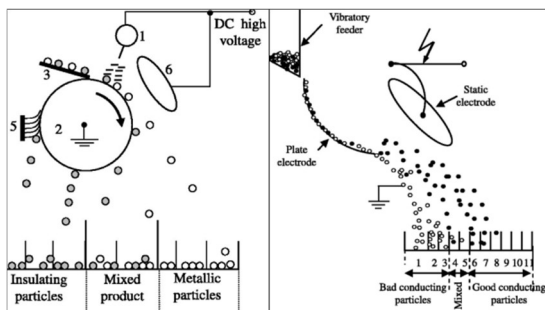 DC high
voltage
1
3
6
5
2
Insulating
particles
Mixed
product
Metallic
particles
Vibratory
feeder
Static
electrode
Plate
electrode
1 2 3 4 5 6 7 8 9 10 11
Bad conducting
particles
Mixed
Good conducting
particles